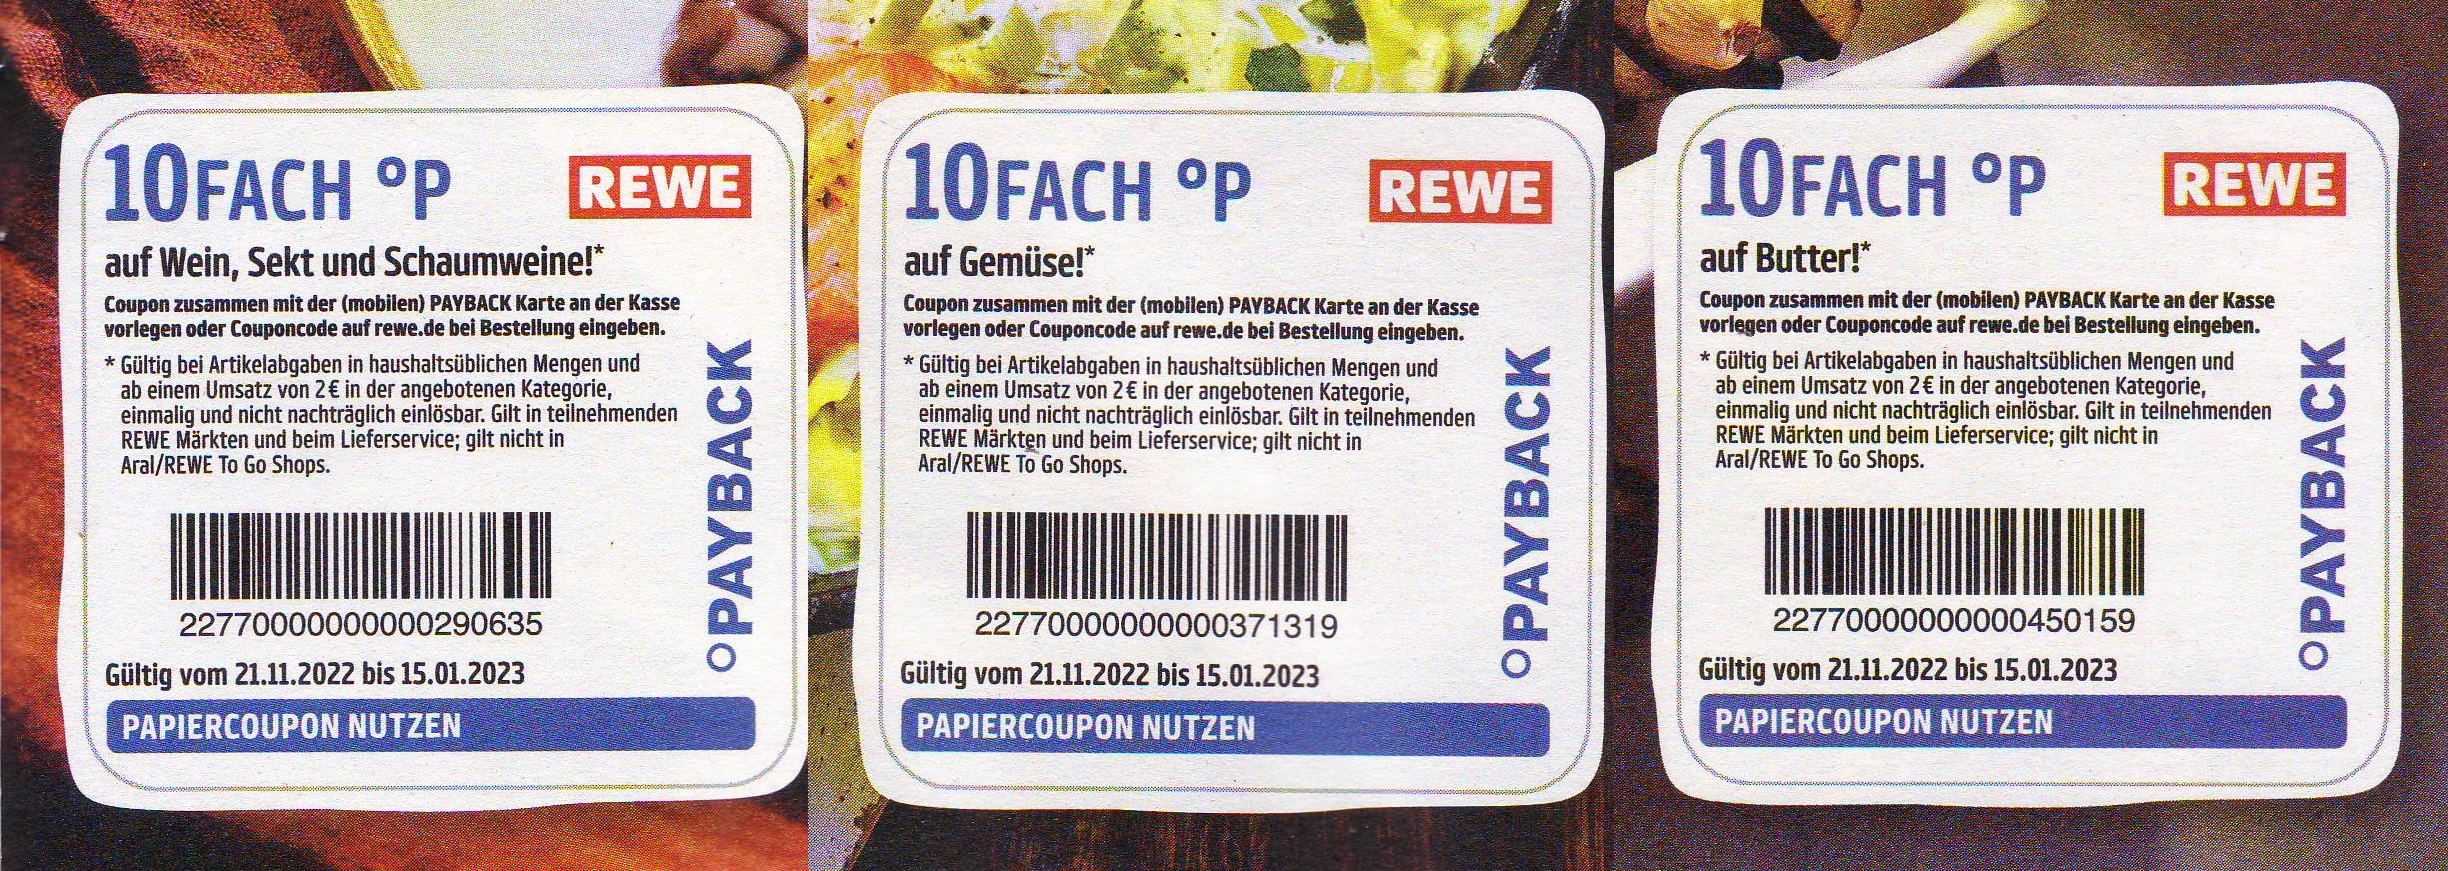 10FACH °P
REWE
auf Wein, Sekt und Schaumweine!*
Coupon zusammen mit der (mobilen) PAYBACK Karte an der Kasse
vorlegen oder Couponcode auf rewe.de bei Bestellung eingeben.
* Gültig bei Artikelabgaben in haushaltsüblichen Mengen und
ab einem Umsatz von 2€ in der angebotenen Kategorie,
einmalig und nicht nachträglich einlösbar. Gilt in teilnehmenden
REWE Märkten und beim Lieferservice; gilt nicht in
Aral/REWE To Go Shops.
PAYBACK
22770000000000290635
Gültig vom 21.11.2022 bis 15.01.2023
PAPIERCOUPON NUTZEN
10FACH °P
REWE
auf Gemüse!*
Coupon zusammen mit der (mobilen) PAYBACK Karte an der Kasse
vorlegen oder Couponcode auf rewe.de bei Bestellung eingeben.
* Gültig bei Artikelabgaben in haushaltsüblichen Mengen und
ab einem Umsatz von 2€ in der angebotenen Kategorie,
einmalig und nicht nachträglich einlösbar. Gilt in teilnehmenden
REWE Märkten und beim Lieferservice; gilt nicht in
Aral/REWE To Go Shops.
PAYBACK
22770000000000371319
Gültig vom 21.11.2022 bis 15.01.2023
PAPIERCOUPON NUTZEN
10FACH °P
REWE
auf Butter!*
Coupon zusammen mit der (mobilen) PAYBACK Karte an der Kasse
vorlegen oder Couponcode auf rewe.de bei Bestellung eingeben.
* Gültig bei Artikelabgaben in haushaltsüblichen Mengen und
ab einem Umsatz von 2€ in der angebotenen Kategorie,
einmalig und nicht nachträglich einlösbar. Gilt in teilnehmenden
REWE Märkten und beim Lieferservice; gilt nicht in
Aral/REWE To Go Shops.
PAYBACK
22770000000000450159
Gültig vom 21.11.2022 bis 15.01.2023
PAPIERCOUPON NUTZEN